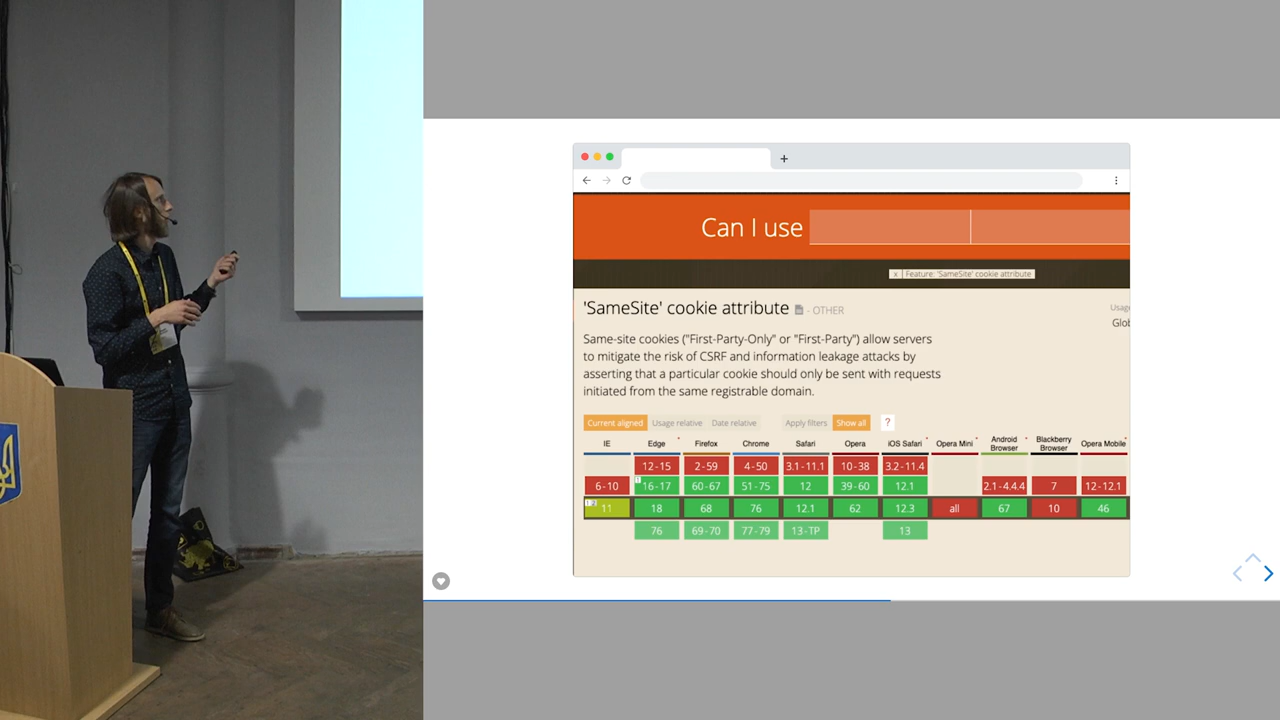 +
Can I use
x Feature: 'SameSite' cookie attribute
'SameSite' cookie attribute - OTHER
Usage
Glob
Same-site cookies ("First-Party-Only" or "First-Party") allow servers
to mitigate the risk of CSRF and information leakage attacks by
asserting that a particular cookie should only be sent with requests
initiated from the same registrable domain.
Current aligned Usage relative Date relative Apply filters Show all ?
IE Edge Firefox Chrome Safari Opera iOS Safari Opera Mini Android Browser Blackberry Browser Opera Mobile
12-15 2-59 4-50 3.1-11.1 10-38 3.2-11.4
6-10 16-17 60-67 51-75 12 39-60 12.1 2.1-4.4.4 7 12-12.1
11 18 68 76 12.1 62 12.3 all 67 10 46
76 69-70 77-79 13-TP 13